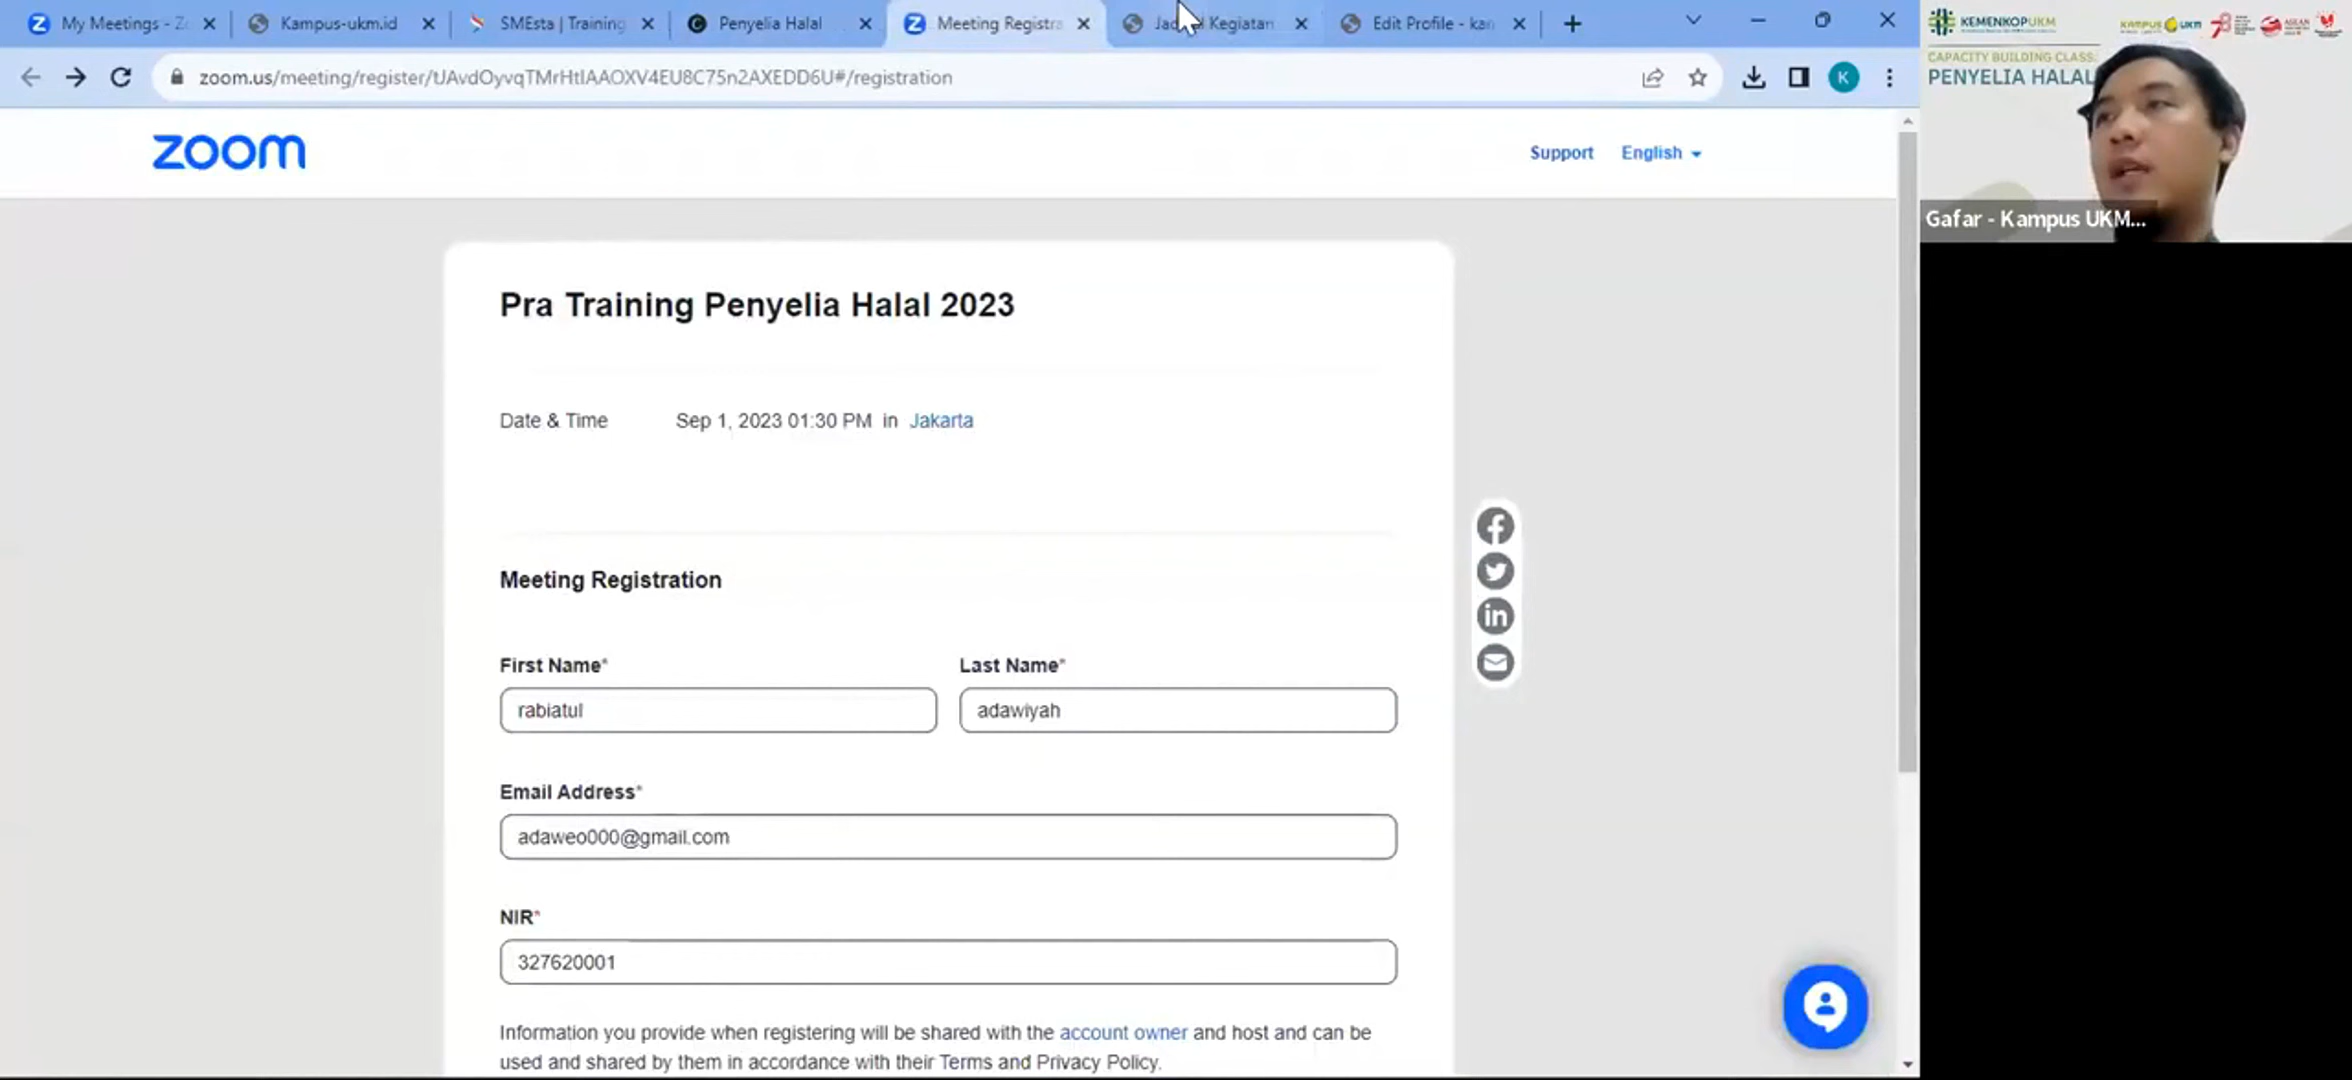 My Meetings - Zo
Kampus-ukm.id
SMEsta | Training
Penyelia Halal
Meeting Registra
Kegiatan
Edit Profile - kan
zoom.us/meeting/register/tJAvdOyvqTMrHtIAAOXV4EU8C75n2AXEDD6U#/registration
K
zoom
Support
English
Pra Training Penyelia Halal 2023
Date & Time
Sep 1, 2023 01:30 PM in Jakarta
Meeting Registration
First Name*
Last Name*
rabiatul
adawiyah
Email Address*
adaweo000@gmail.com
NIR*
327620001
Information you provide when registering will be shared with the account owner and host and can be
used and shared by them in accordance with their Terms and Privacy Policy.
KEMENKOPUKM
KAMPUS UKM
78
CAPACITY BUILDING CLASS:
PENYELIA HALAL
Gafar - Kampus UKM...